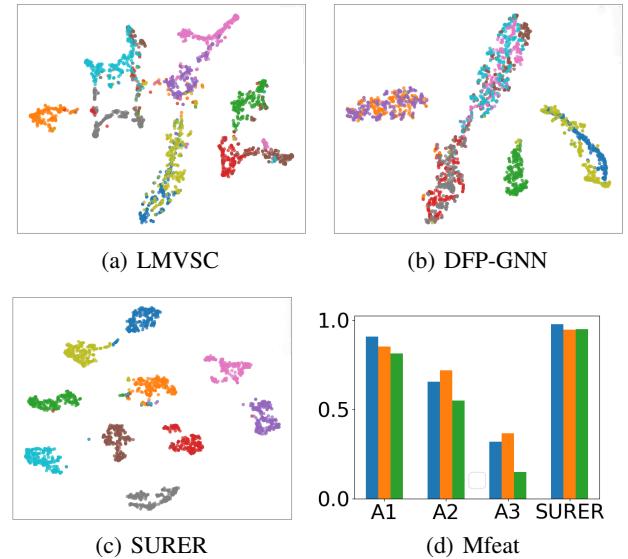 (a) LMVSC
(b) DFP-GNN
1.0
0.5
0.0
A1 A2 A3 SURER
(c) SURER
(d) Mfeat